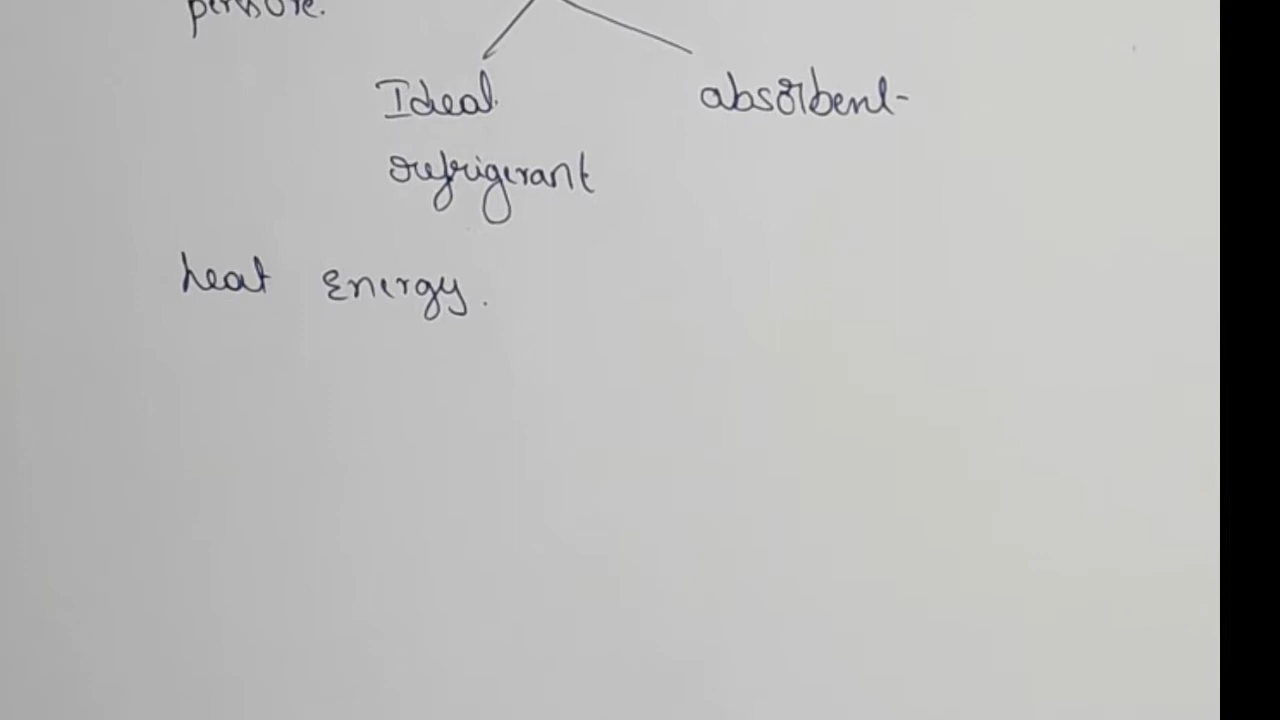 Ideal absorbent
refrigerant
heat Energy.